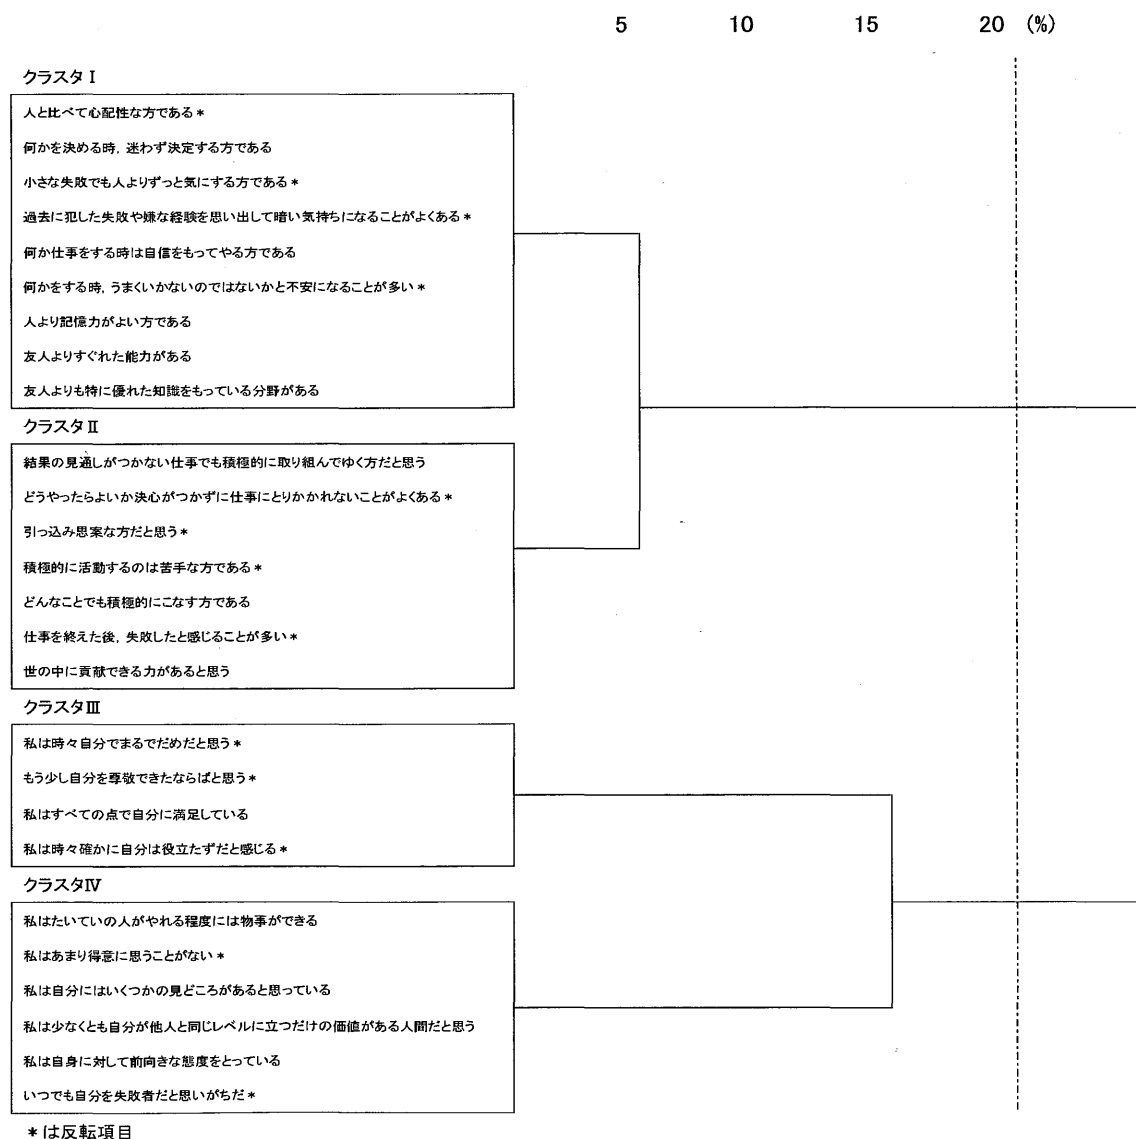 5 10 15 20 (%)
クラスタⅠ
人と比べて心配性な方である*
何かを決める時，迷わず決定する方である
小さな失敗でも人よりずっと気にする方である*
過去に犯した失敗や嫌な経験を思い出して暗い気持ちになることがよくある*
何か仕事をする時は自信をもってやる方である
何かをする時，うまくいかないのではないかと不安になることが多い*
人より記憶力がよい方である
友人よりすぐれた能力がある
友人よりも特に優れた知識をもっている分野がある
クラスタⅡ
結果の見通しがつかない仕事でも積極的に取り組んでゆく方だと思う
どうやったらよいか決心がつかずに仕事にとりかかれないことがよくある*
引っ込み思案な方だと思う*
積極的に活動するのは苦手な方である*
どんなことでも積極的にこなす方である
仕事を終えた後，失敗したと感じることが多い*
世の中に貢献できる力があると思う
クラスタⅢ
私は時々自分でまるでだめだと思う*
もう少し自分を尊敬できたならばと思う*
私はすべての点で自分に満足している
私は時々確かに自分は役立たずだと感じる*
クラスタⅣ
私はたいていの人がやれる程度には物事ができる
私はあまり得意に思うことがない*
私は自分にはいくつかの見どころがあると思っている
私は少なくとも自分が他人と同じレベルに立つだけの価値がある人間だと思う
私は自身に対して前向きな態度をとっている
いつでも自分を失敗者だと思いがちだ*
*は反転項目